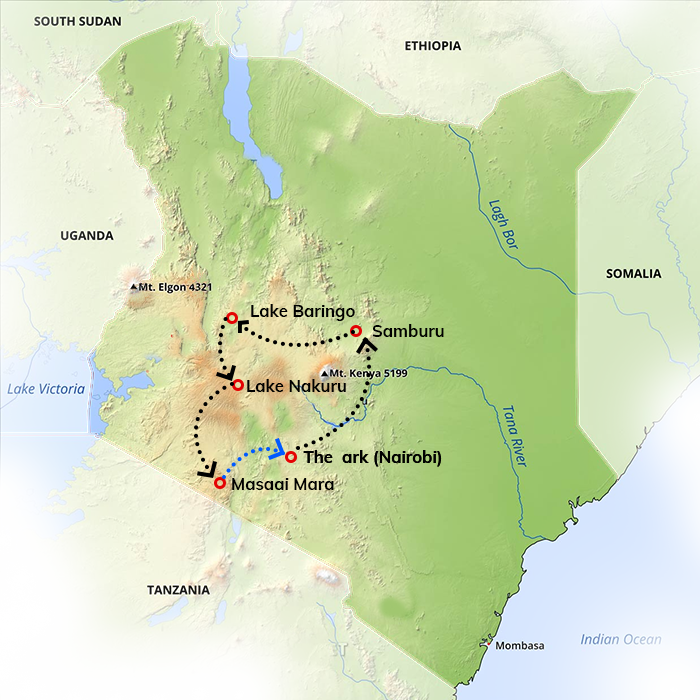 SOUTH SUDAN
ETHIOPIA
Lagh Bor
UGANDA
SOMALIA
Mt. Elgon 4321
Lake Baringo
Samburu
Mt. Kenya 5199
Lake Nakuru
Lake Victoria
Tana River
The ark (Nairobi)
Masaai Mara
TANZANIA
Mombasa
Indian Ocean